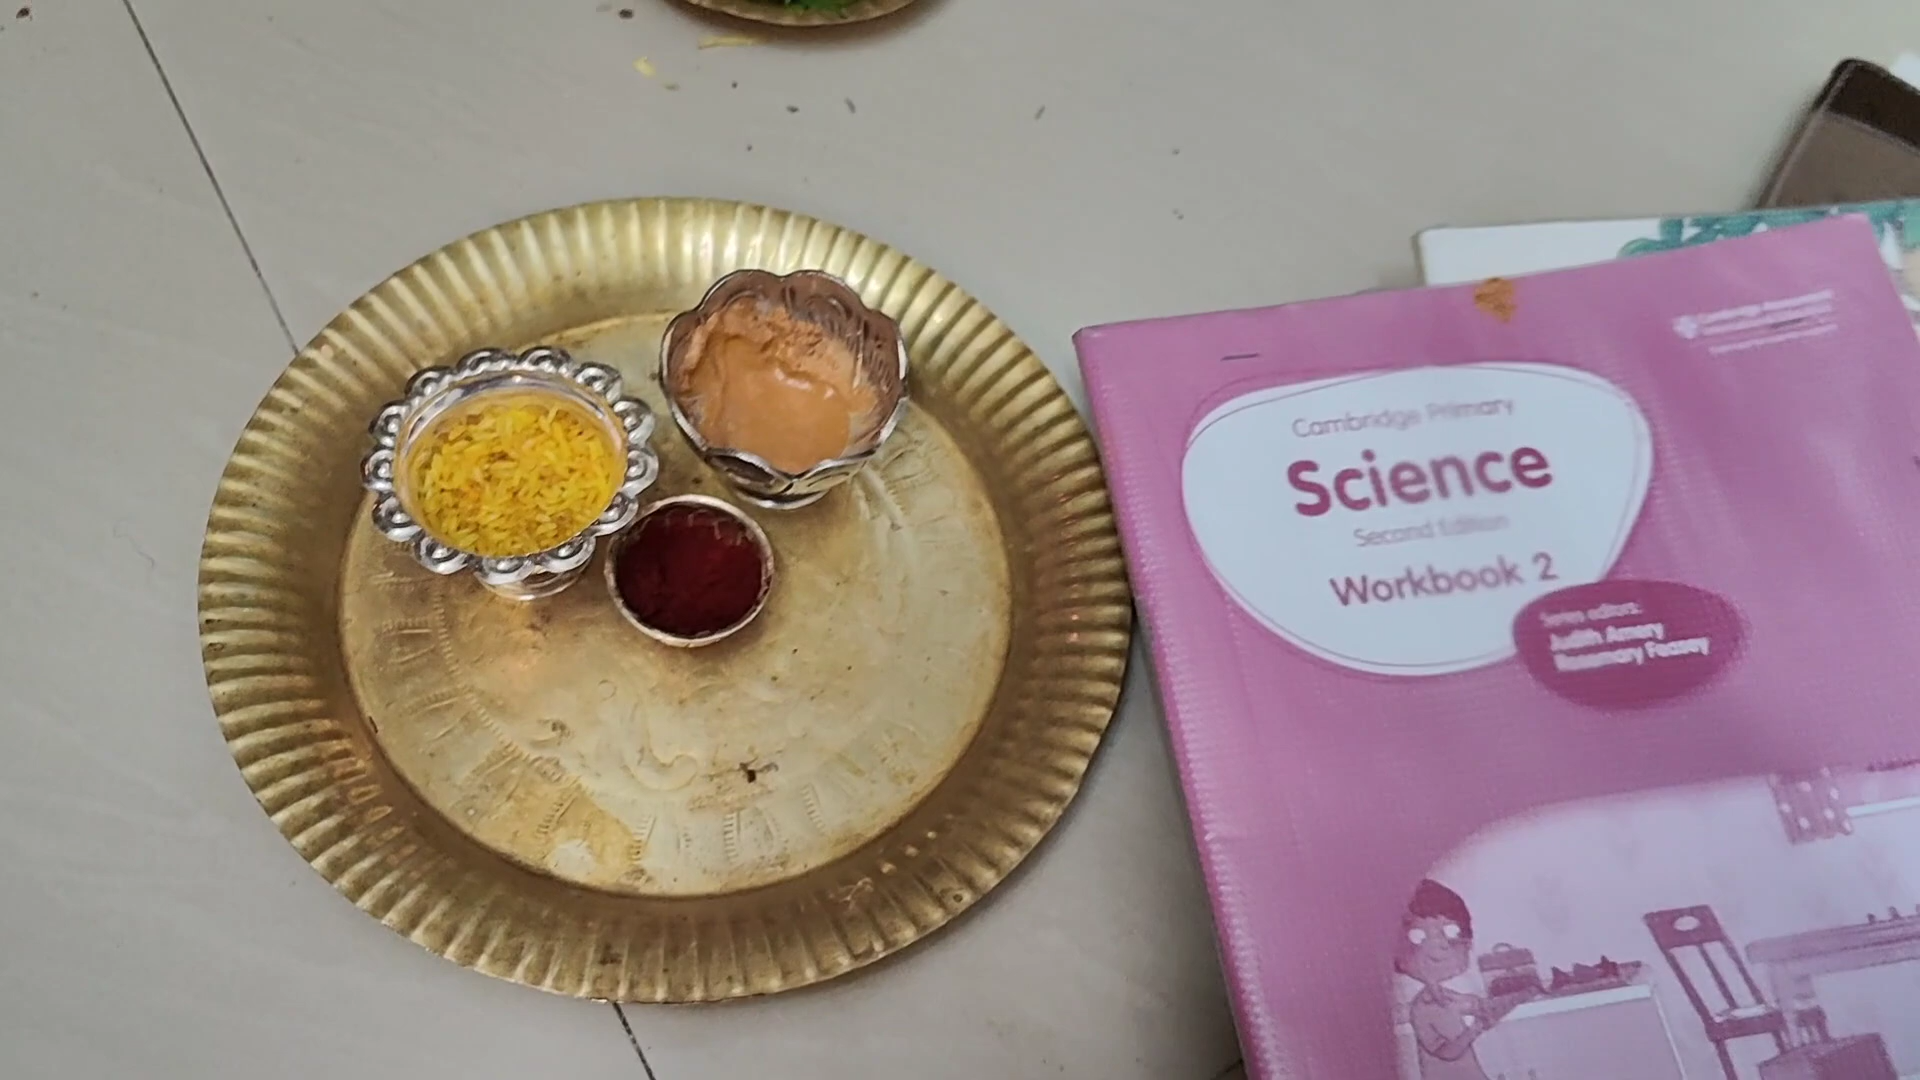 Cambridge Primary
Science
Second Edition
Workbook 2
Series editors:
Judith Amery
Rosemary Feasey